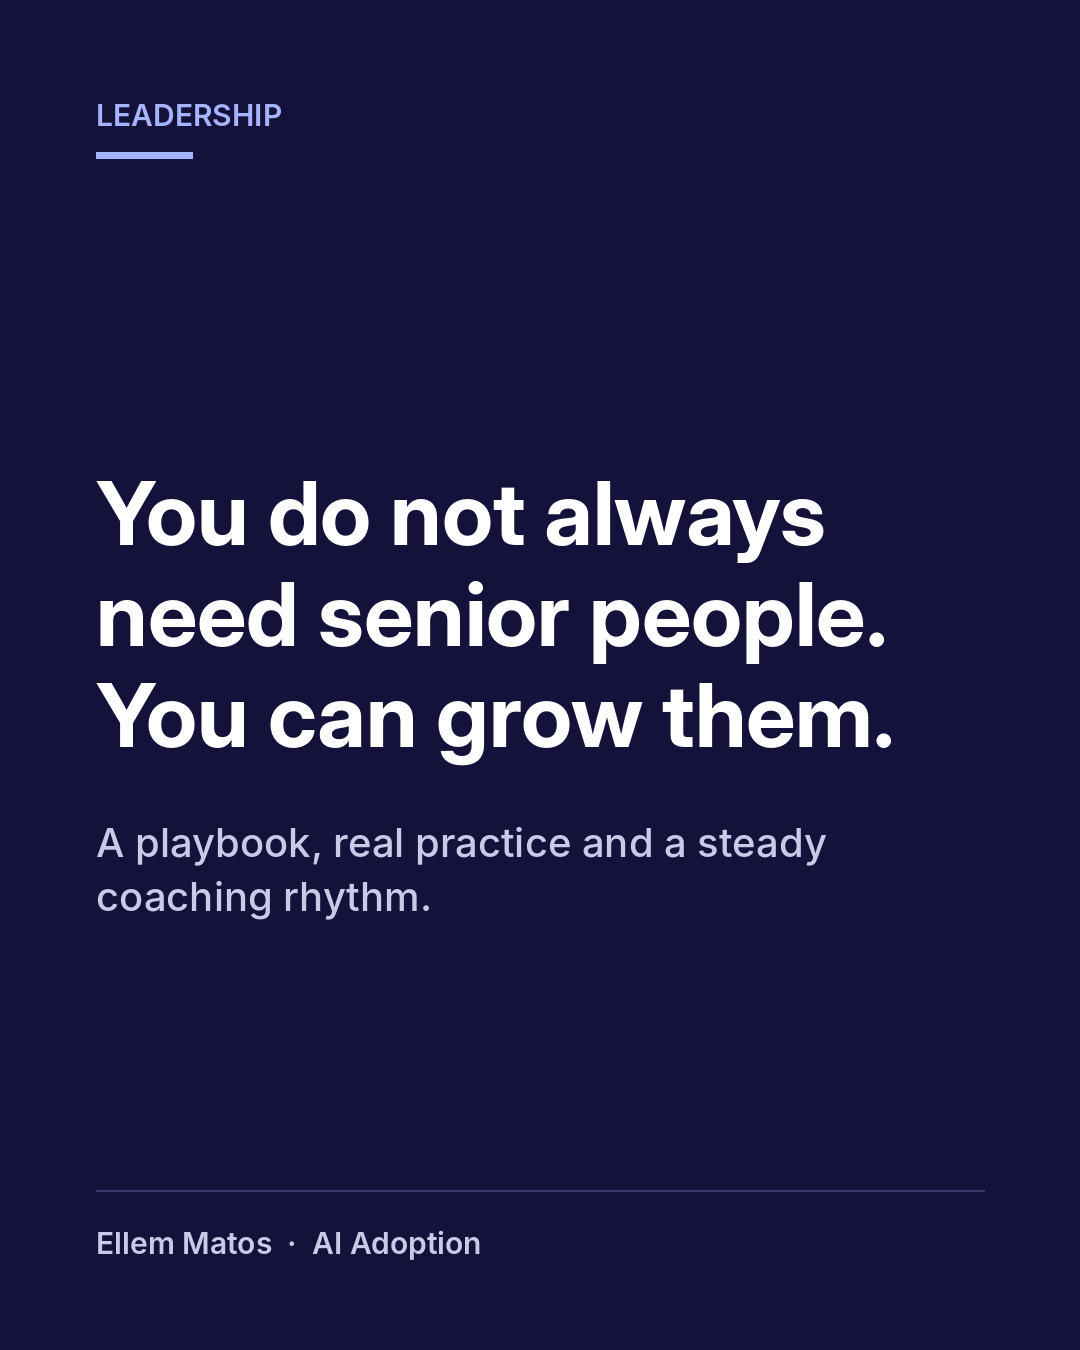 LEADERSHIP
You do not always
need senior people.
You can grow them.
A playbook, real practice and a steady
coaching rhythm.
Ellem Matos · AI Adoption